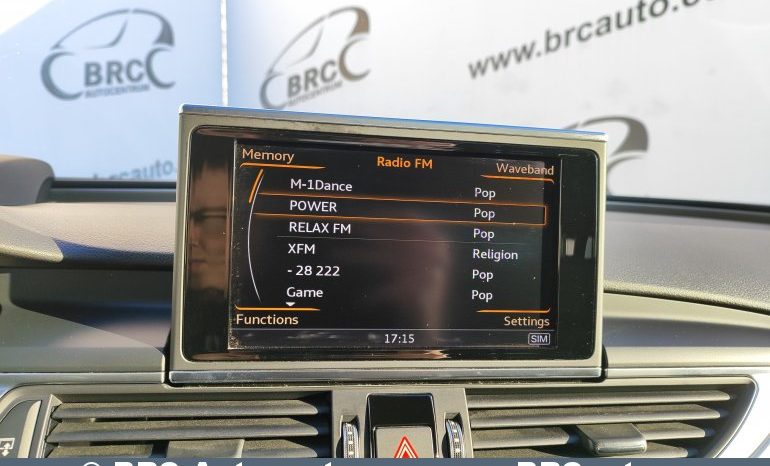 BRC
AUTOCENTRUM
BRC
AUTOCENTRUM
www.brcauto.co
Memory
Radio FM
Waveband
M-1Dance Pop
POWER Pop
RELAX FM Pop
XFM Religion
- 28 222 Pop
Game Pop
Functions
Settings
17:15
SIM